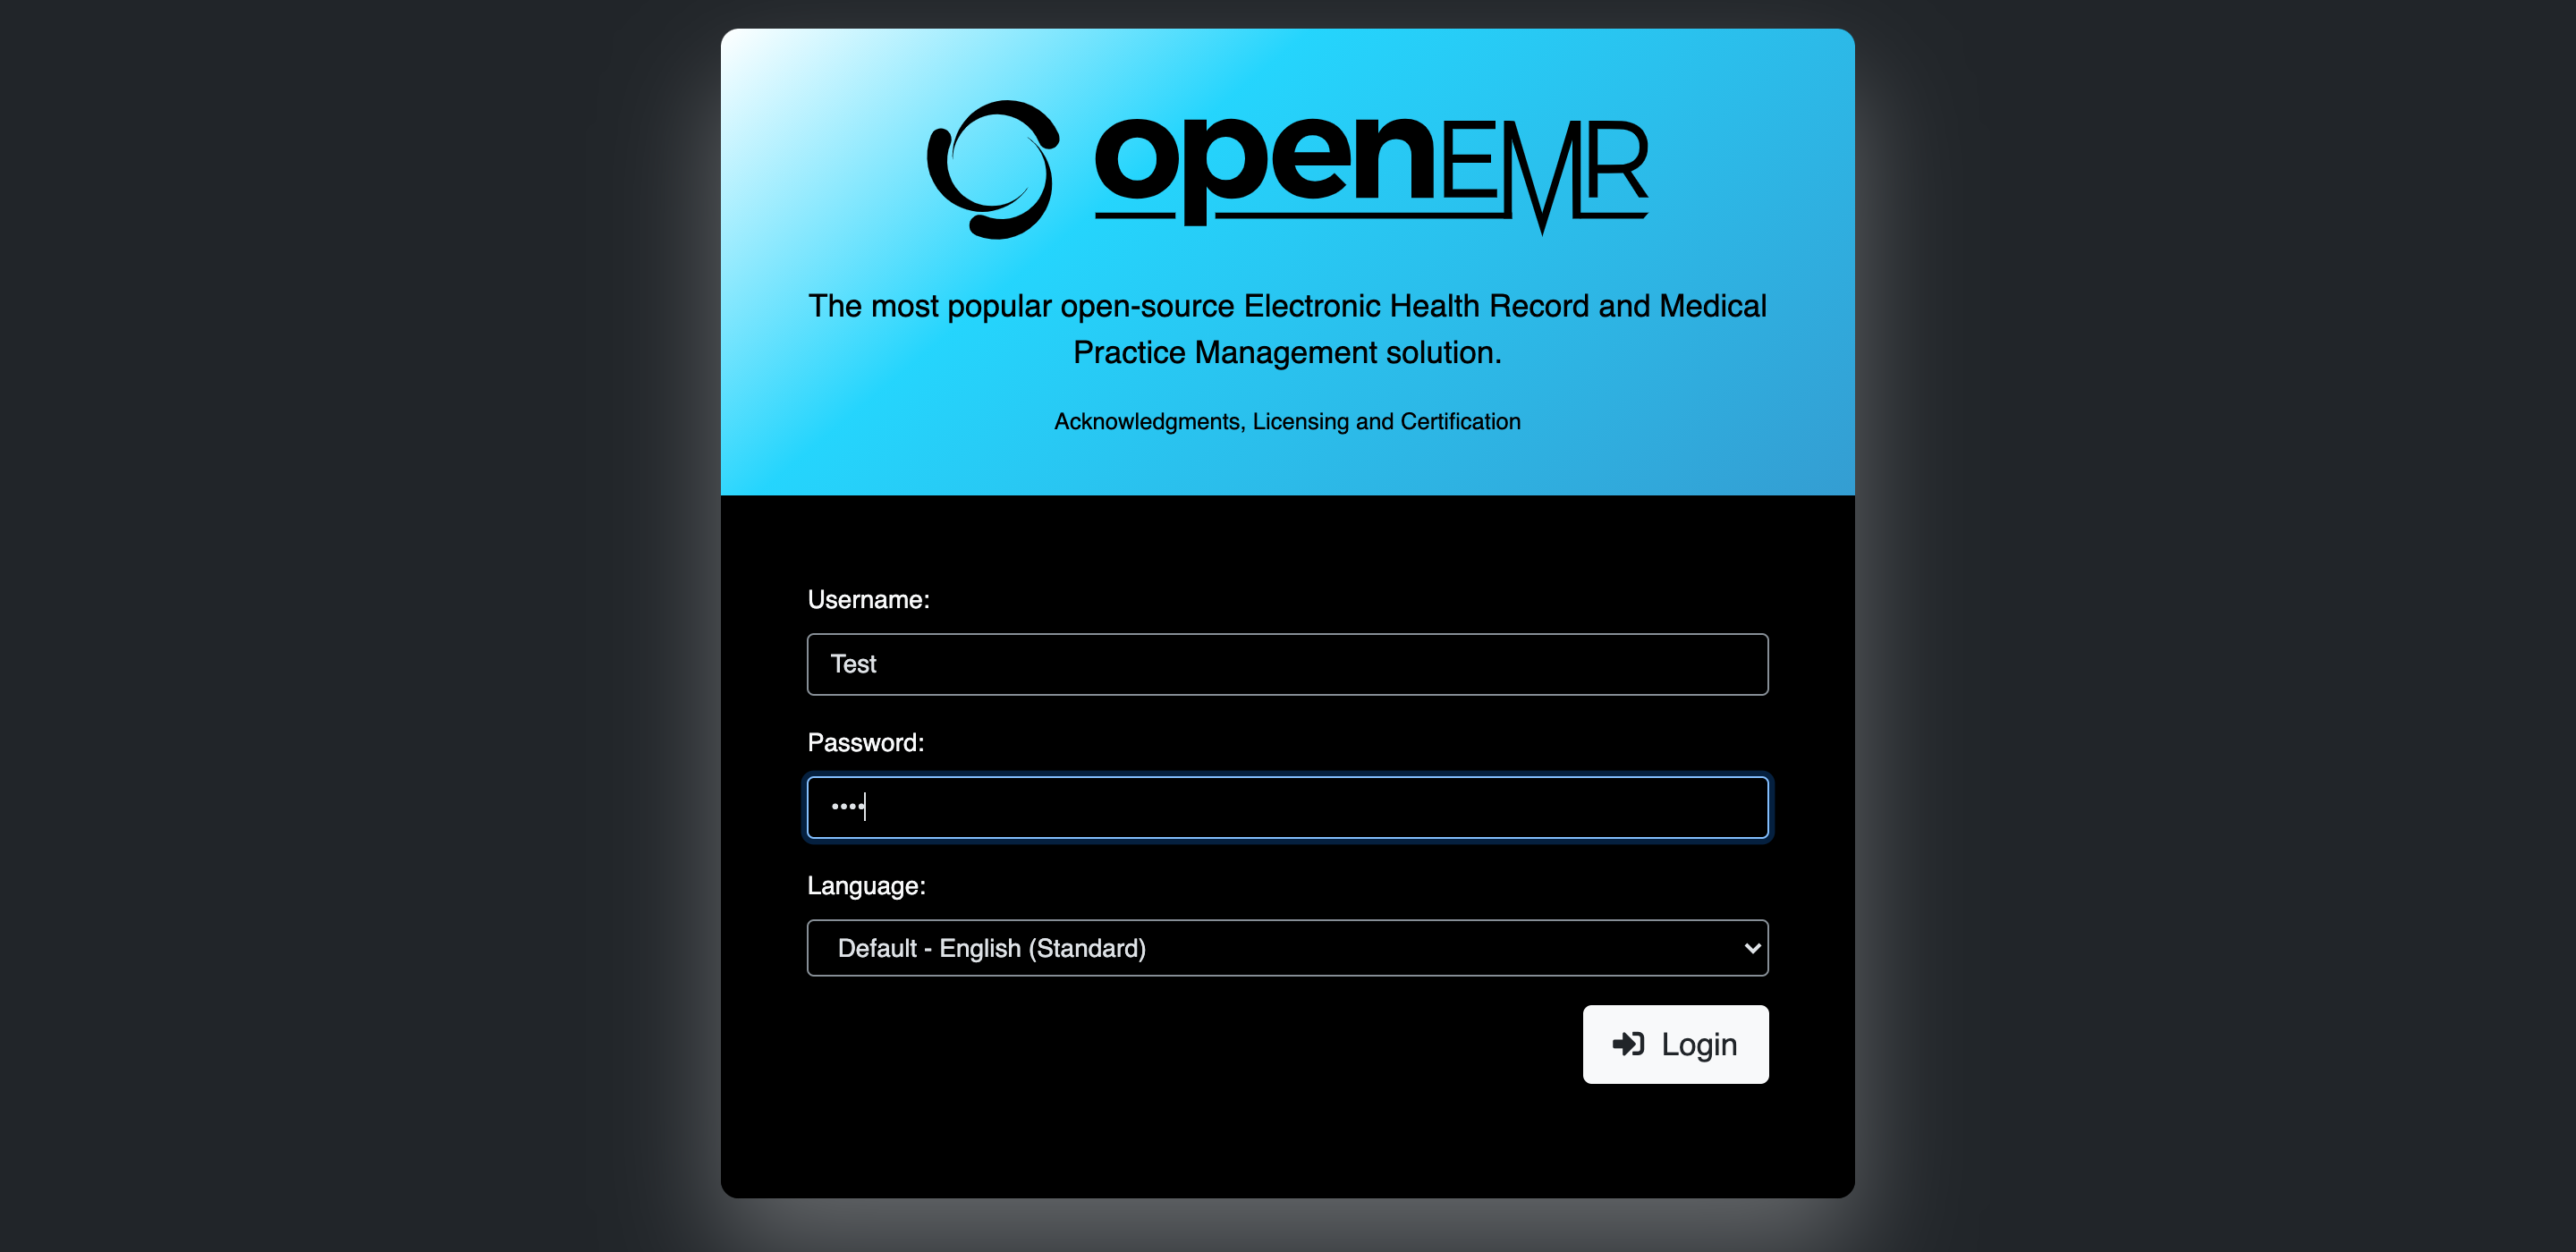 openEMR
The most popular open-source Electronic Health Record and Medical
Practice Management solution.
Acknowledgments, Licensing and Certification
Username:
Test
Password:
••••
Language:
Default - English (Standard)
Login